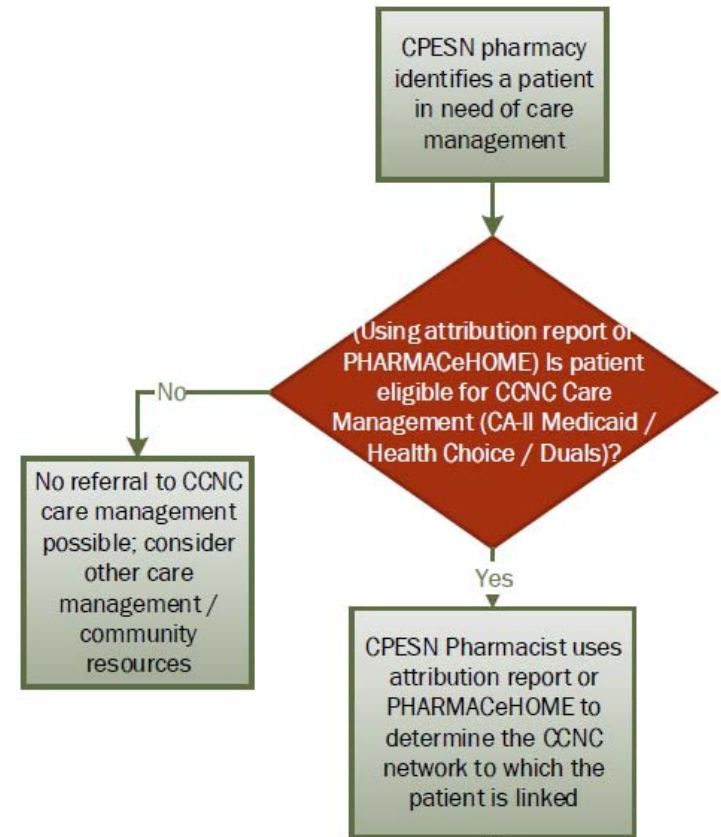 CPESN pharmacy
identifies a patient
in need of care
management
(Using attribution report or
PHARMACeHOME) Is patient
eligible for CCNC Care
Management (CA-II Medicaid /
Health Choice / Duals)?
No
No referral to CCNC
care management
possible; consider
other care
management /
community
resources
Yes
CPESN Pharmacist uses
attribution report or
PHARMACeHOME to
determine the CCNC
network to which the
patient is linked